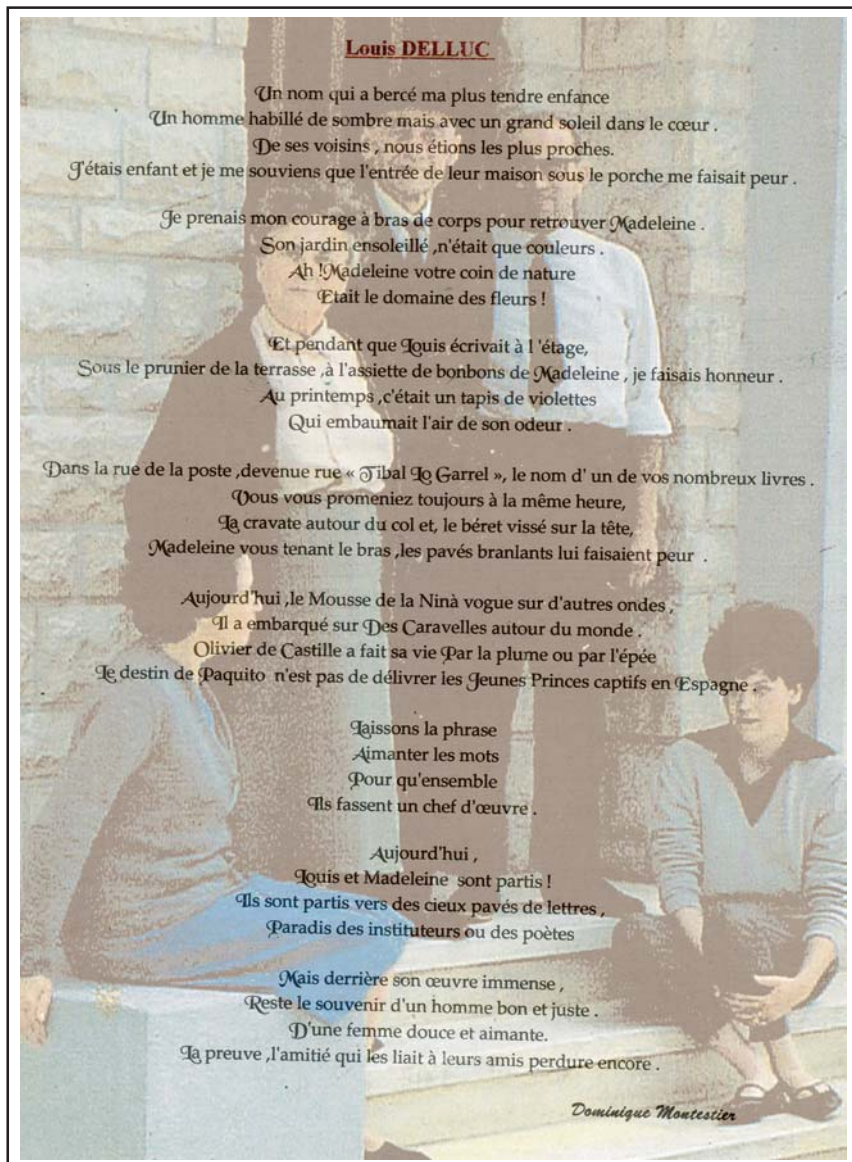 Louis DELLUC
Un nom qui a bercé ma plus tendre enfance
Un homme habillé de sombre mais avec un grand soleil dans le cœur .
De ses voisins , nous étions les plus proches.
J'étais enfant et je me souviens que l'entrée de leur maison sous le porche me faisait peur .
Je prenais mon courage à bras de corps pour retrouver Madeleine .
Son jardin ensoleillé ,n'était que couleurs .
Ah !Madeleine votre coin de nature
Etait le domaine des fleurs !
Et pendant que Louis écrivait à l 'étage,
Sous le prunier de la terrasse ,à l'assiette de bonbons de Madeleine , je faisais honneur .
Au printemps ,c'était un tapis de violettes
Qui embaumait l'air de son odeur .
Dans la rue de la poste ,devenue rue « Tibal Lo Garrel », le nom d' un de vos nombreux livres .
Vous vous promeniez toujours à la même heure,
La cravate autour du col et, le béret vissé sur la tête,
Madeleine vous tenant le bras ,les pavés branlants lui faisaient peur .
Aujourd'hui ,le Mousse de la Ninà vogue sur d'autres ondes ,
Il a embarqué sur Des Caravelles autour du monde .
Olivier de Castille a fait sa vie Par la plume ou par l'épée
Le destin de Paquito n'est pas de délivrer les Jeunes Princes captifs en Espagne .
Laissons la phrase
Aimanter les mots
Pour qu'ensemble
Ils fassent un chef d'œuvre .
Aujourd'hui ,
Louis et Madeleine sont partis !
Ils sont partis vers des cieux pavés de lettres ,
Paradis des instituteurs ou des poètes
Mais derrière son œuvre immense ,
Reste le souvenir d'un homme bon et juste .
D'une femme douce et aimante.
La preuve ,l'amitié qui les liait à leurs amis perdure encore .
Dominique Montestier